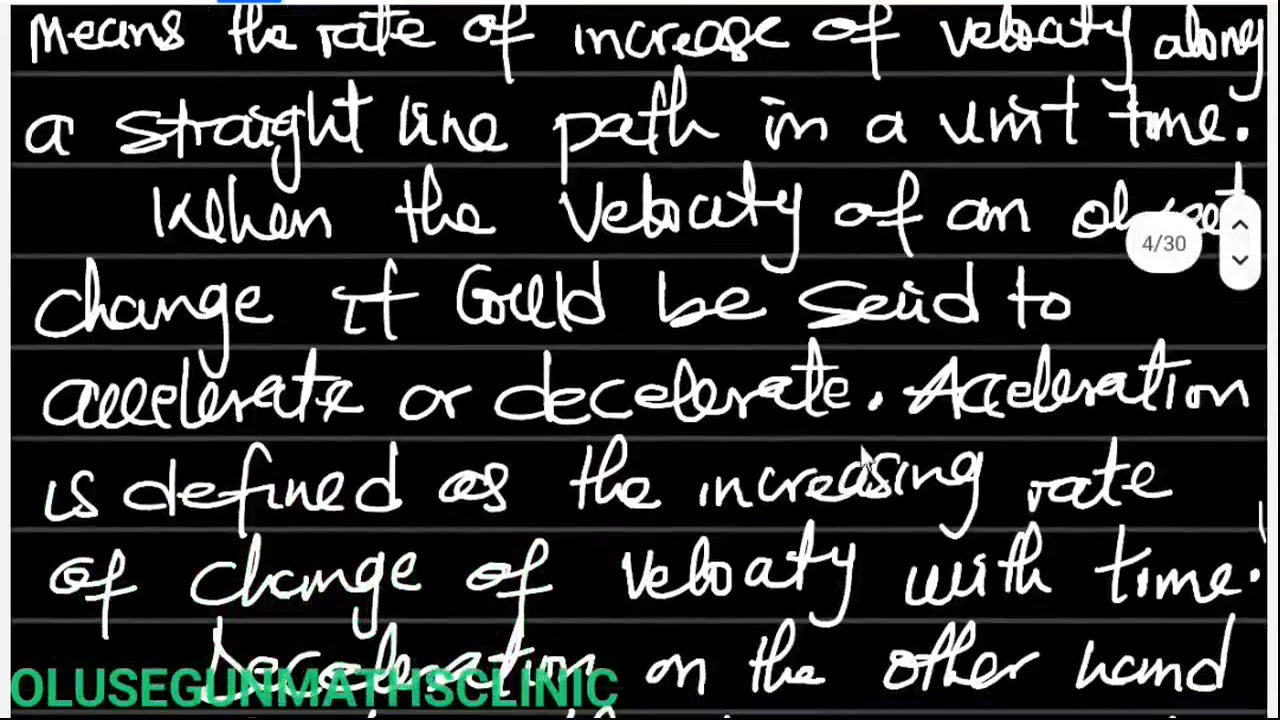 means the rate of increase of velocity along
a straight line path in a unit time.
When the velocity of an object
4/30
change it could be said to
accelerate or decelerate. Acceleration
is defined as the increasing rate
of change of velocity with time.
Deceleration on the other hand
OLUSEGUNMATHSCLINIC